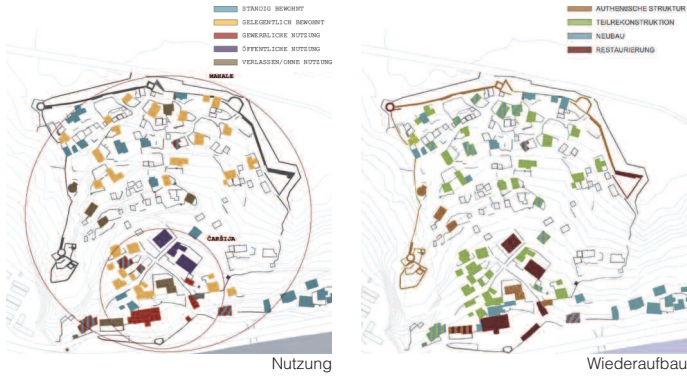 STÄNDIG BEWOHNT
GELEGENTLICH BEWOHNT
GEWERBLICHE NUTZUNG
ÖFFENTLICHE NUTZUNG
VERLASSEN/OHNE NUTZUNG
MAHALE
ČARŠIJA
Nutzung
AUTHENISCHE STRUKTUR
TEILREKONSTRUKTION
NEUBAU
RESTAURIERUNG
Wiederaufbau